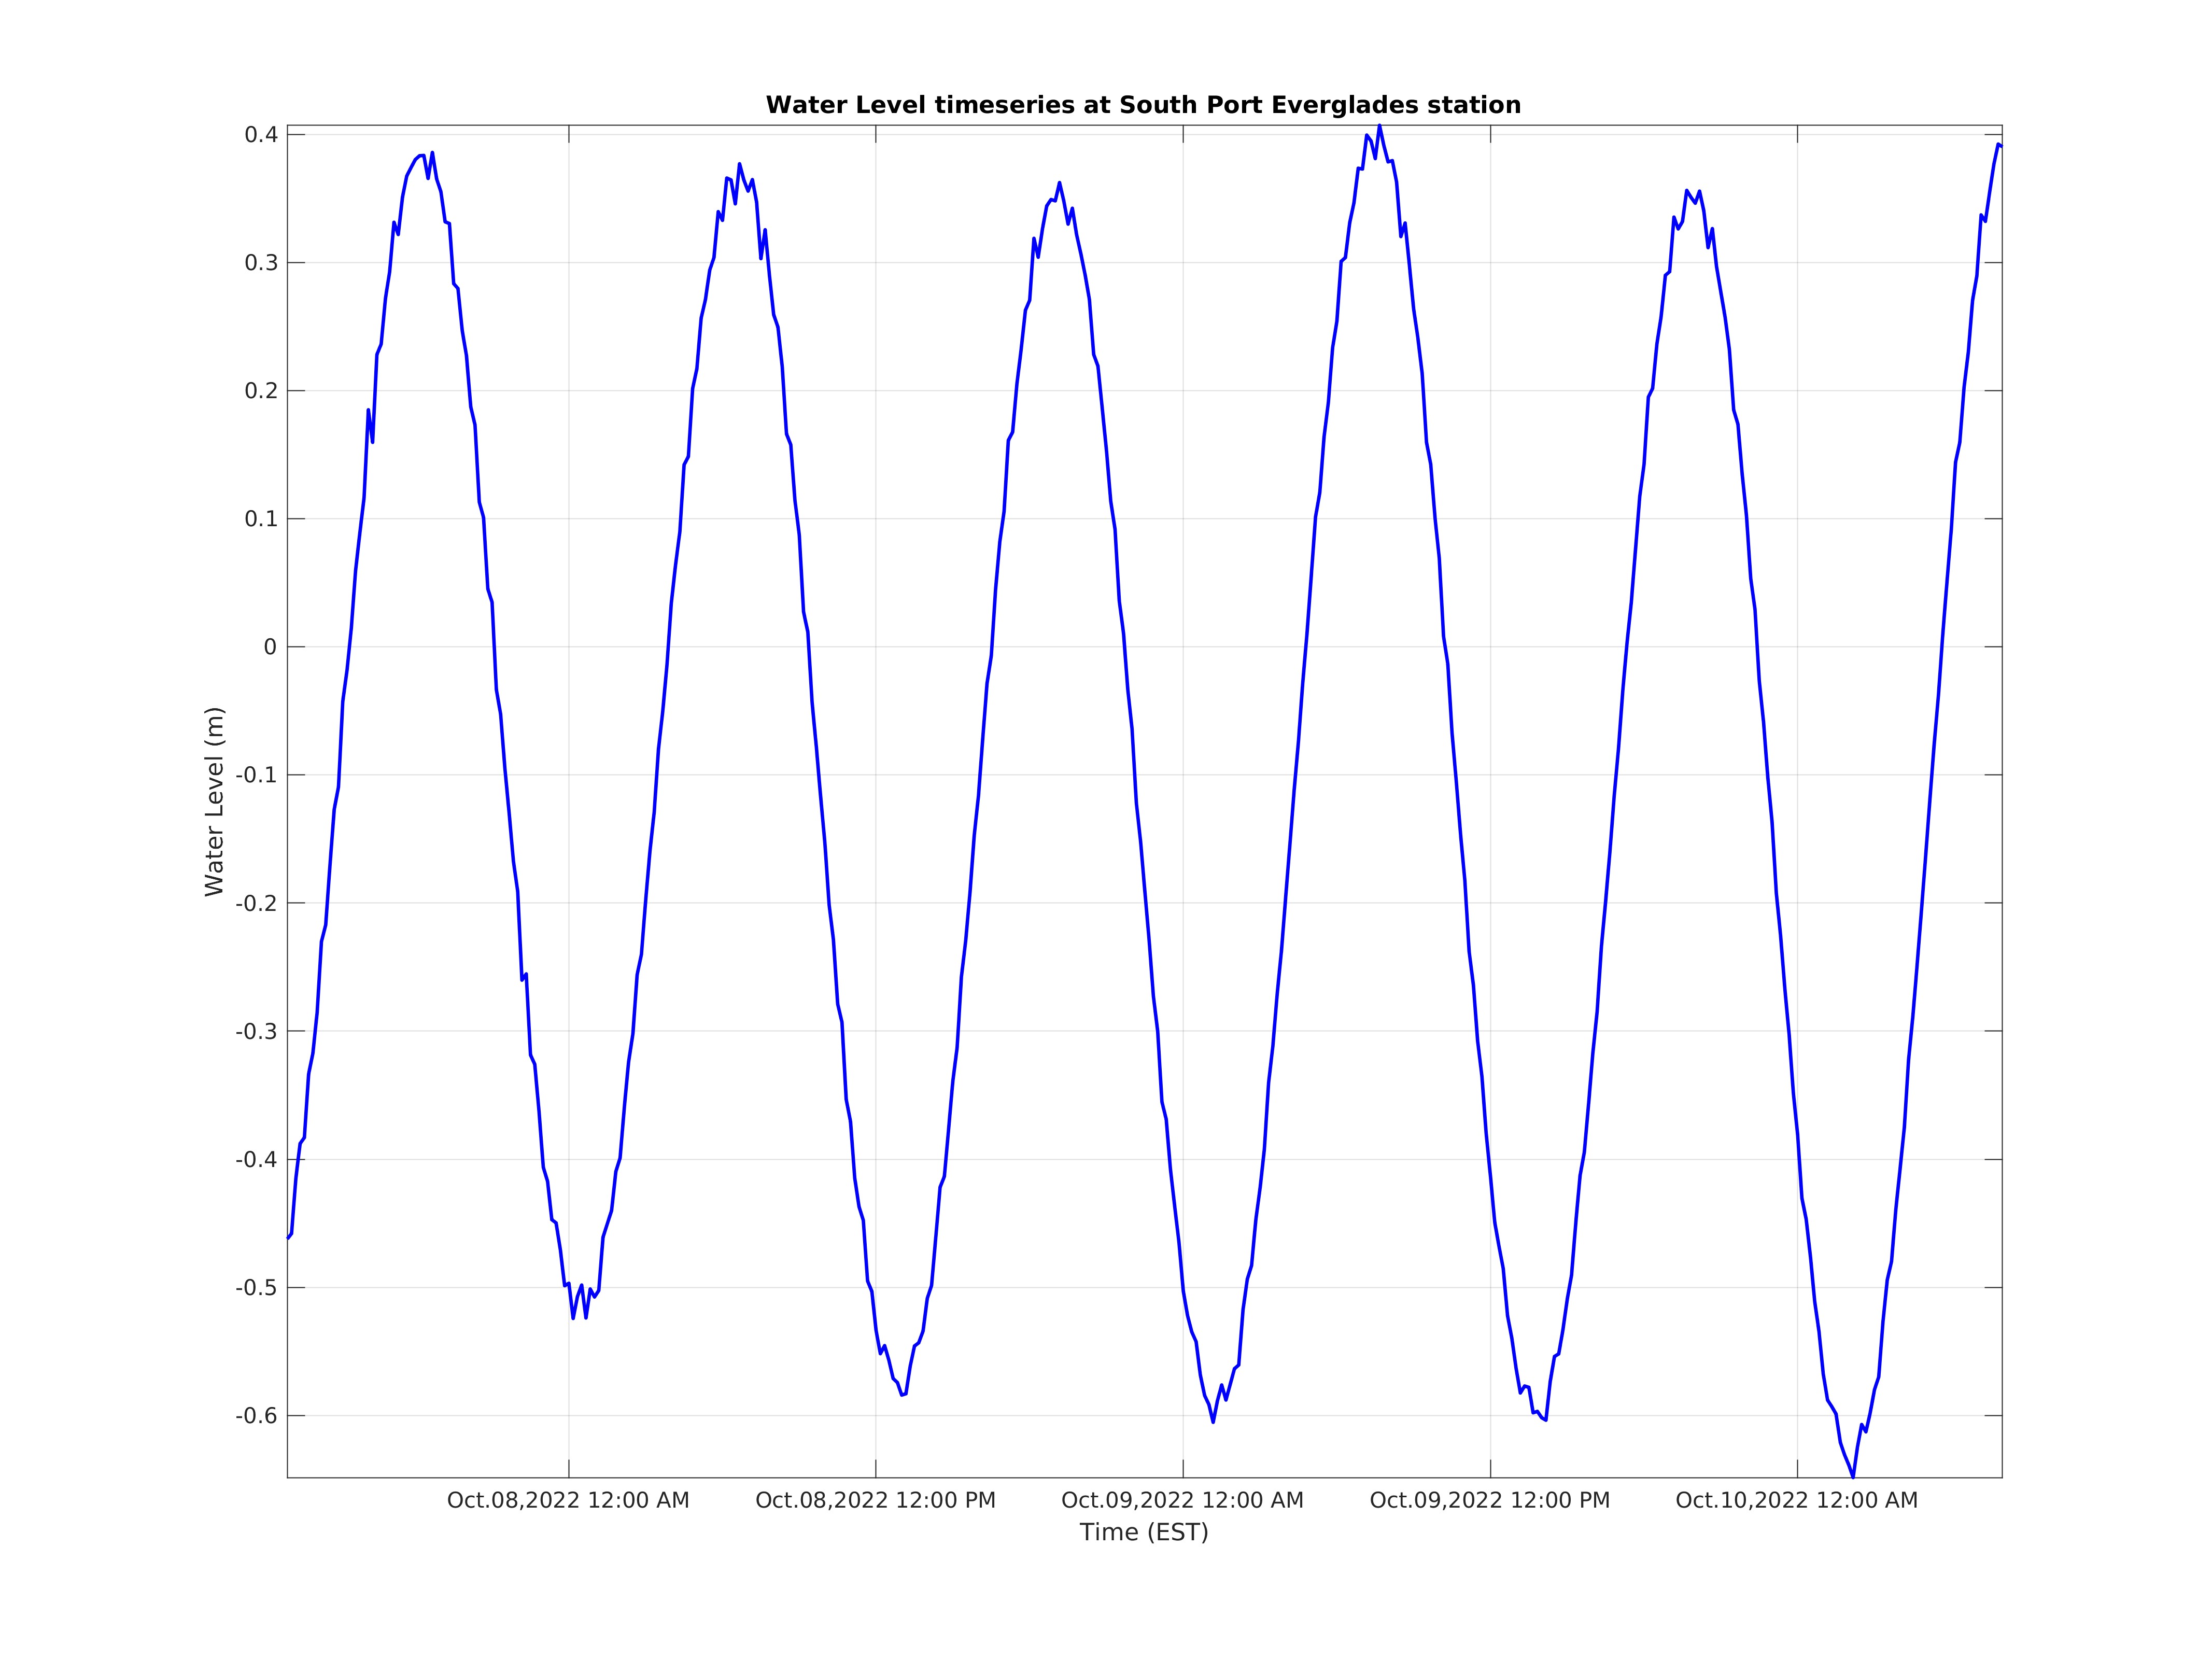 Water Level timeseries at South Port Everglades station
0.4
0.3
0.2
0.1
0
-0.1
-0.2
-0.3
-0.4
-0.5
-0.6
Water Level (m)
Oct.08,2022 12:00 AM
Oct.08,2022 12:00 PM
Oct.09,2022 12:00 AM
Oct.09,2022 12:00 PM
Oct.10,2022 12:00 AM
Time (EST)